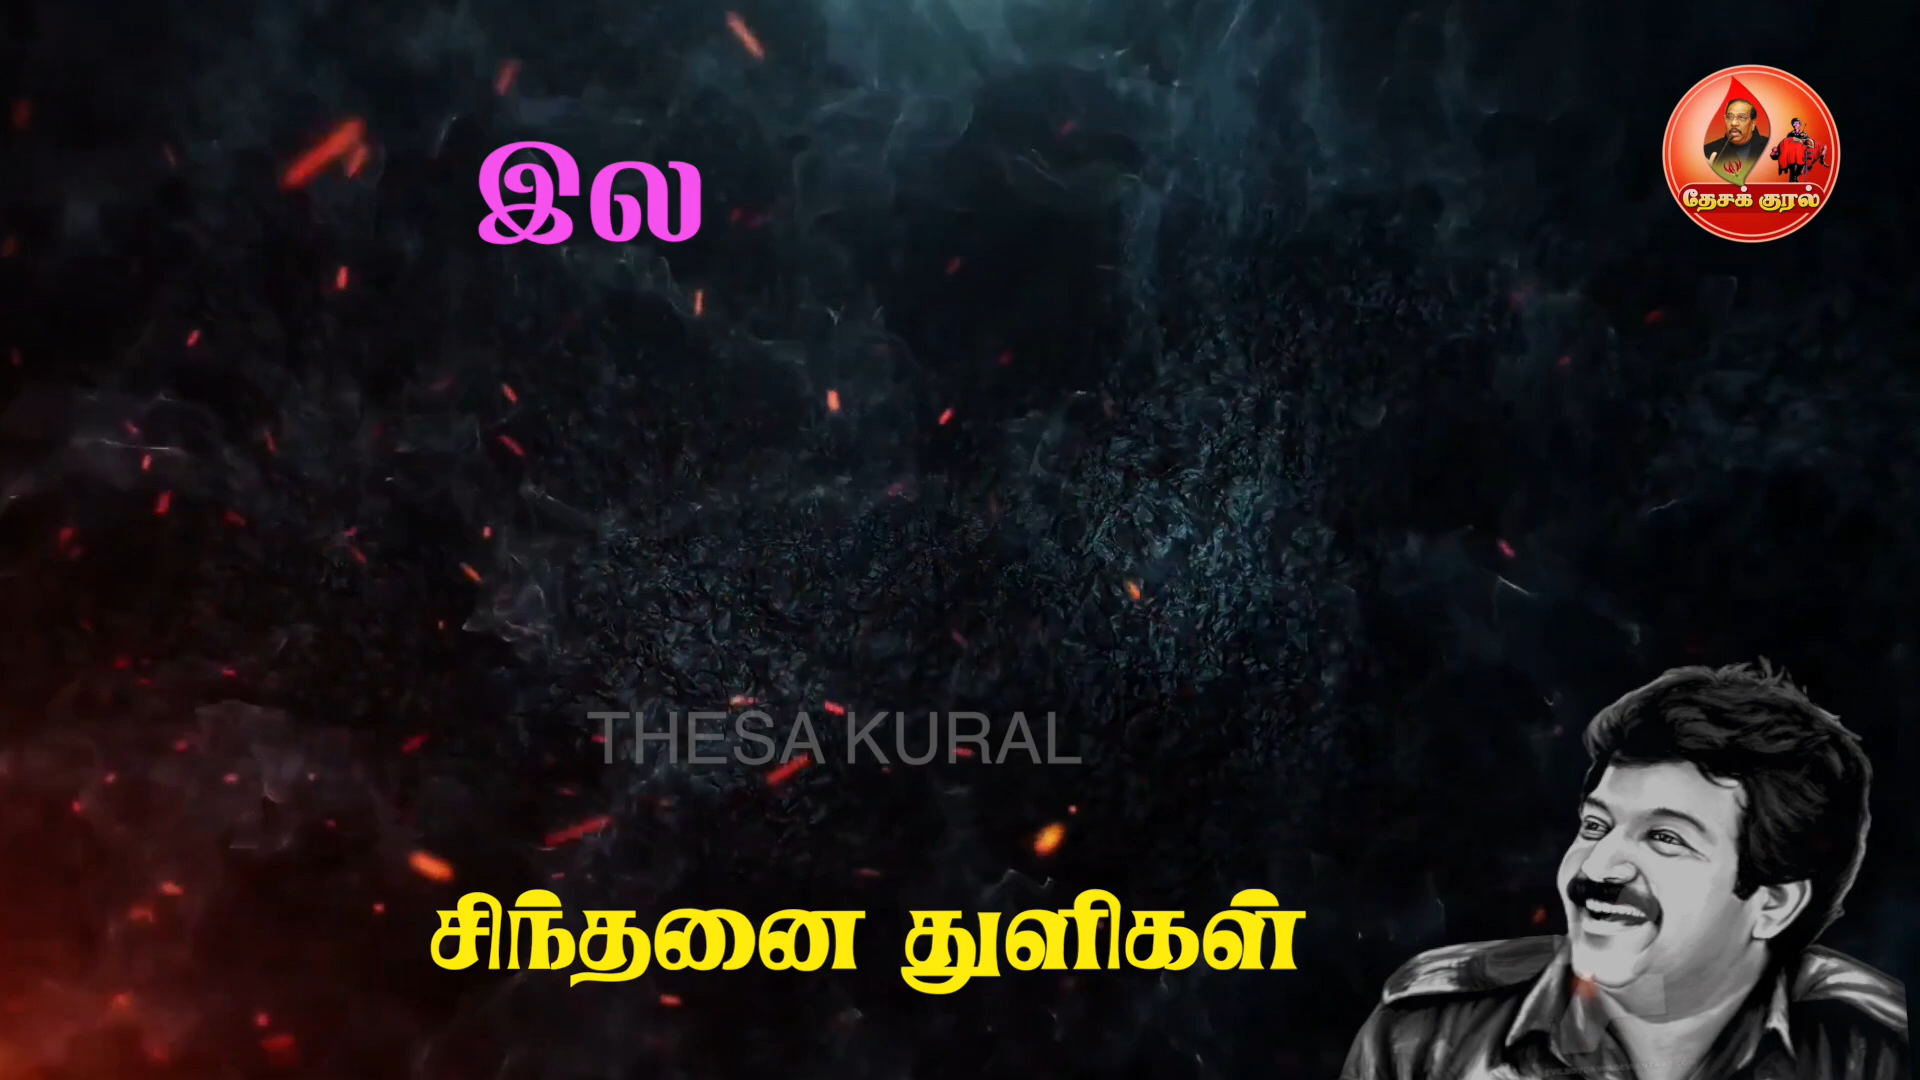 இல
தேசக் குரல்
THESA KURAL
சிந்தனை துளிகள்